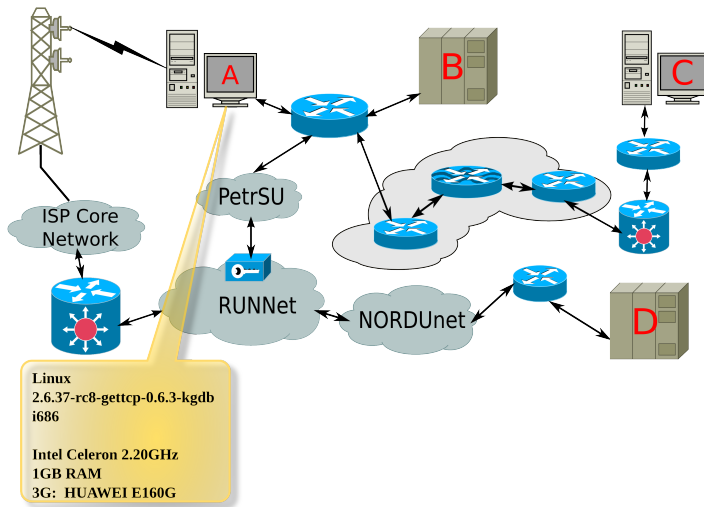 A
B
C
PetrSU
ISP Core
Network
RUNNet
NORDUnet
D
Linux
2.6.37-rc8-gettcp-0.6.3-kgdb
i686
Intel Celeron 2.20GHz
1GB RAM
3G: HUAWEI E160G